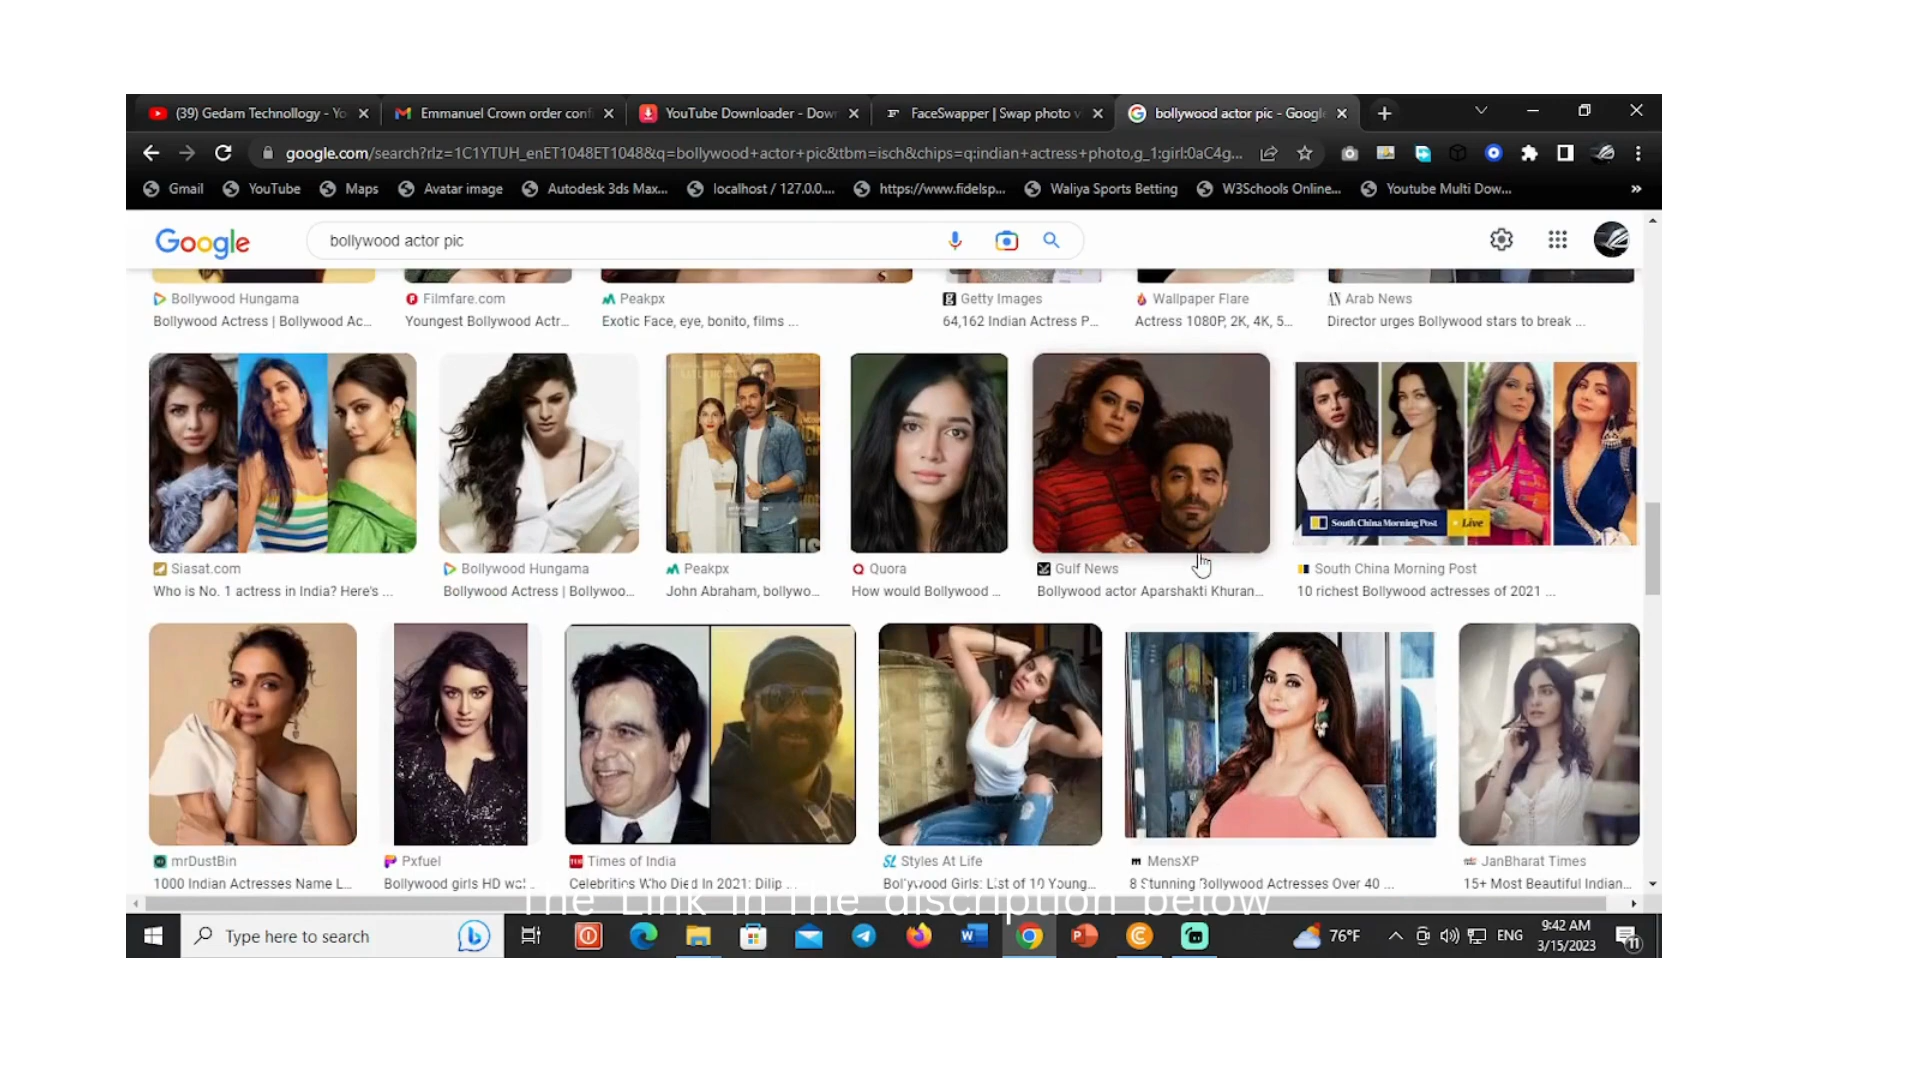 (39) Gedam Technollogy - Yo
Emmanuel Crown order conf
YouTube Downloader - Down
FaceSwapper | Swap photo v
bollywood actor pic - Google
google.com/search?rlz=1C1YTUH_enET1048ET1048&q=bollywood+actor+pic&tbm=isch&chips=q:indian+actress+photo,g_1:girl:0aC4g...
Gmail
YouTube
Maps
Avatar image
Autodesk 3ds Max...
localhost / 127.0.0....
https://www.fidelsp...
Waliya Sports Betting
W3Schools Online...
Youtube Multi Dow...
Google
bollywood actor pic
Bollywood Hungama
Filmfare.com
Peakpx
Getty Images
Wallpaper Flare
Arab News
Bollywood Actress | Bollywood Ac...
Youngest Bollywood Actr...
Exotic Face, eye, bonito, films ...
64,162 Indian Actress P...
Actress 1080P, 2K, 4K, 5...
Director urges Bollywood stars to break ...
South China Morning Post
Live
Siasat.com
Bollywood Hungama
Peakpx
Quora
Gulf News
South China Morning Post
Who is No. 1 actress in India? Here's ...
Bollywood Actress | Bollywoo...
John Abraham, bollywo...
How would Bollywood ...
Bollywood actor Aparshakti Khuran...
10 richest Bollywood actresses of 2021 ...
mrDustBin
Pxfuel
Times of India
Styles At Life
MensXP
JanBharat Times
1000 Indian Actresses Name L...
Bollywood girls HD wal...
Celebrities Who Died In 2021: Dilip ...
Bollywood Girls: List of 10 Young...
8 Stunning Bollywood Actresses Over 40 ...
15+ Most Beautiful Indian...
The Link in The discription below
Type here to search
76°F
ENG
9:42 AM
3/15/2023
11